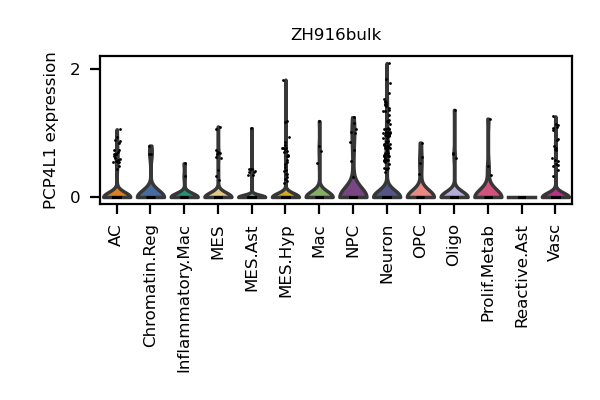 ZH916bulk
PCP4L1 expression
2
0
AC
Chromatin.Reg
Inflammatory.Mac
MES
MES.Ast
MES.Hyp
Mac
NPC
Neuron
OPC
Oligo
Prolif.Metab
Reactive.Ast
Vasc